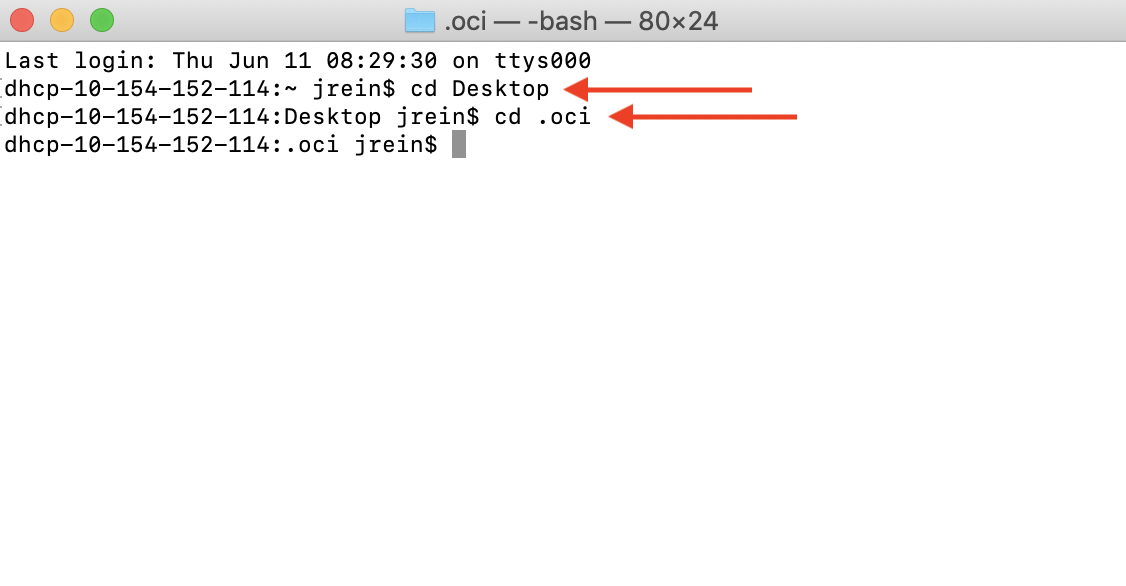 .oci — -bash — 80×24
Last login: Thu Jun 11 08:29:30 on ttys000
[dhcp-10-154-152-114:~ jrein$ cd Desktop
[dhcp-10-154-152-114:Desktop jrein$ cd .oci
dhcp-10-154-152-114:.oci jrein$